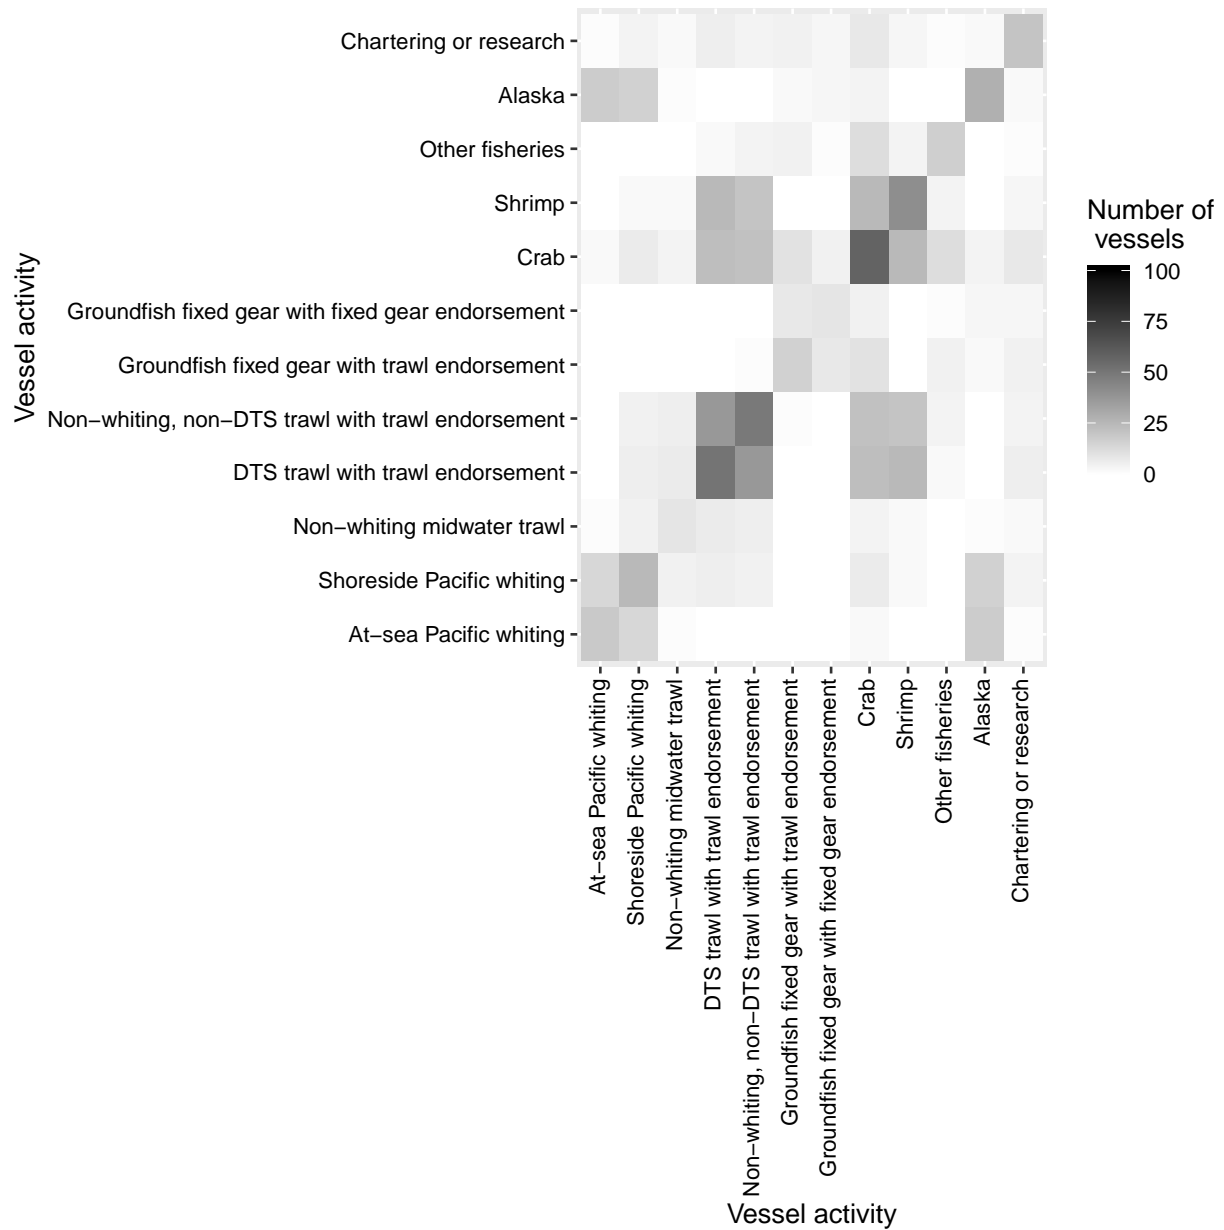 Chartering or research
Alaska
Other fisheries
Shrimp
Crab
Groundfish fixed gear with fixed gear endorsement
Groundfish fixed gear with trawl endorsement
Non−whiting, non−DTS trawl with trawl endorsement
DTS trawl with trawl endorsement
Non−whiting midwater trawl
Shoreside Pacific whiting
At−sea Pacific whiting
Vessel activity
At−sea Pacific whiting
Shoreside Pacific whiting
Non−whiting midwater trawl
DTS trawl with trawl endorsement
Non−whiting, non−DTS trawl with trawl endorsement
Groundfish fixed gear with trawl endorsement
Groundfish fixed gear with fixed gear endorsement
Crab
Shrimp
Other fisheries
Alaska
Chartering or research
Vessel activity
Number of
vessels
100
75
50
25
0